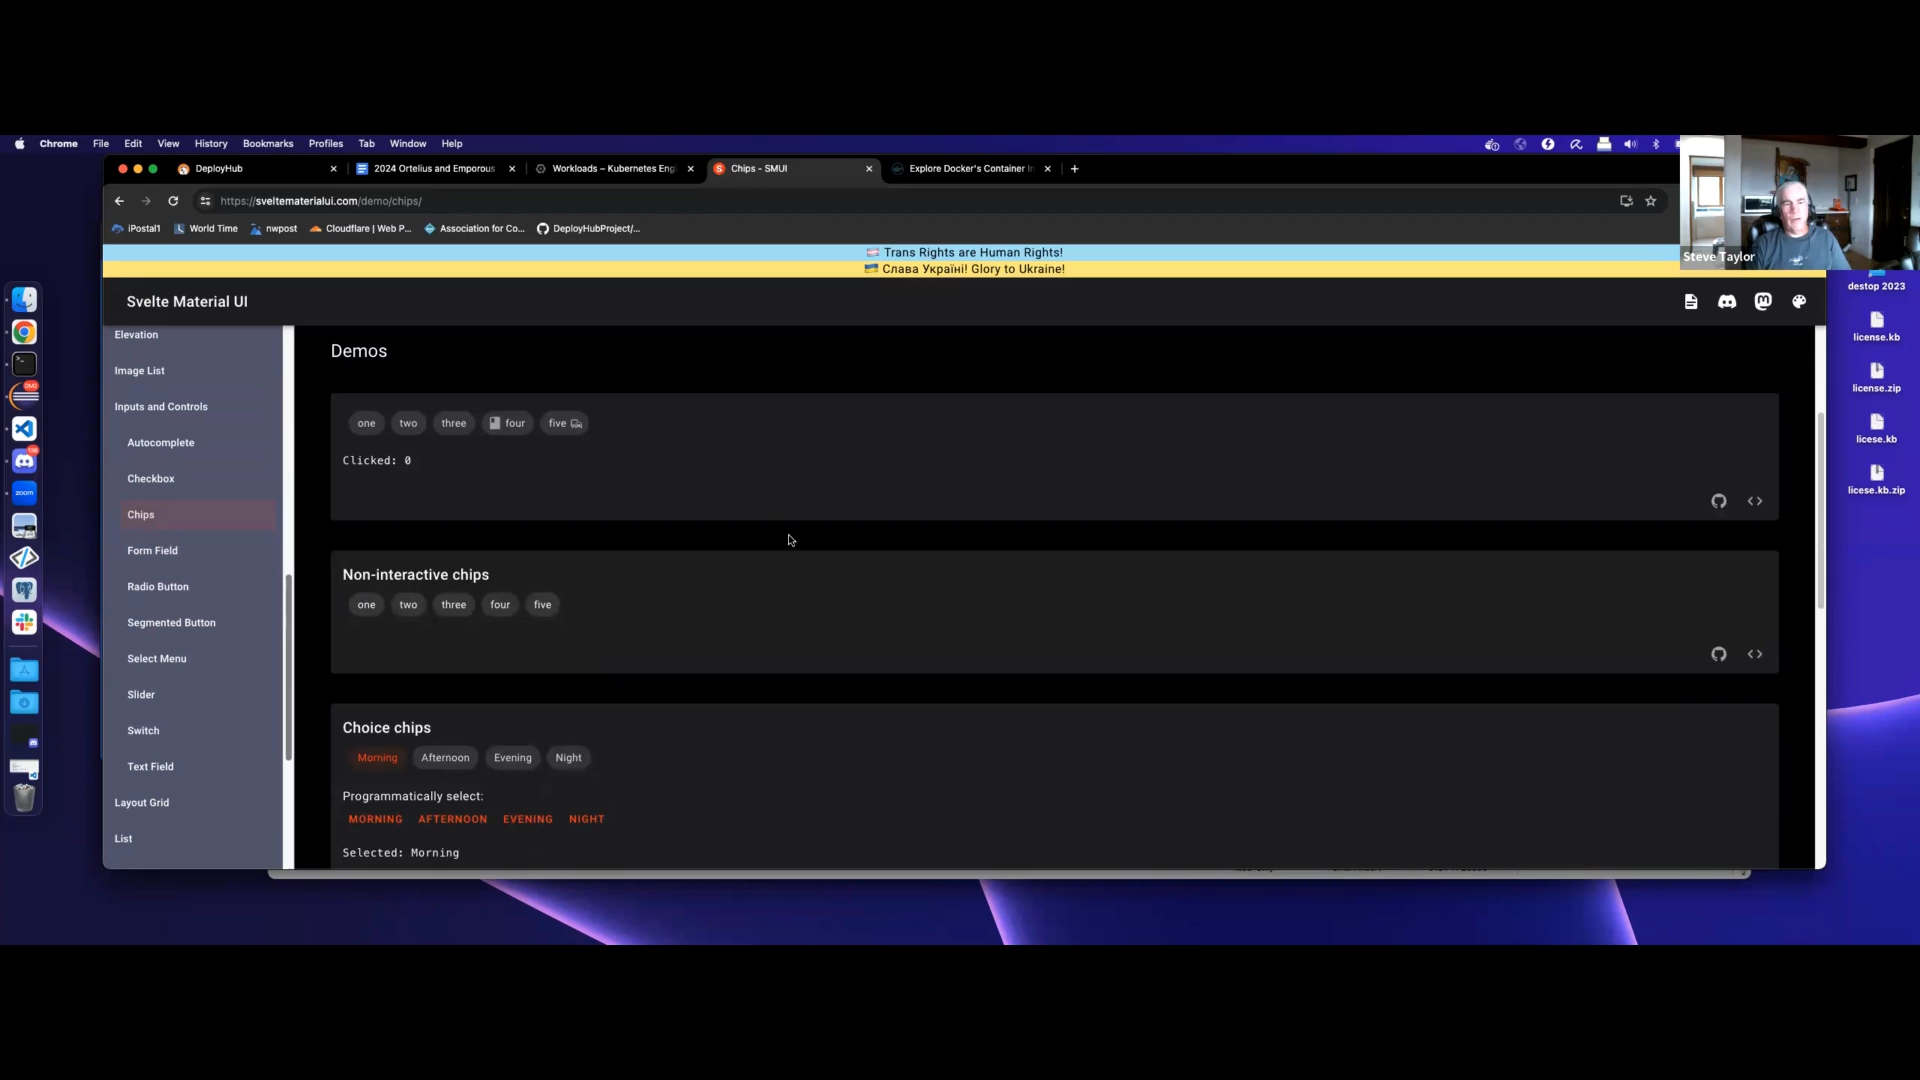 Chrome File Edit View History Bookmarks Profiles Tab Window Help
DeployHub
2024 Ortelius and Emporous
Workloads – Kubernetes Eng
Chips - SMUI
Explore Docker's Container In
https://sveltematerialui.com/demo/chips/
iPostal1 World Time nwpost Cloudflare | Web P... Association for Co... DeployHubProject/...
Trans Rights are Human Rights!
Слава Україні! Glory to Ukraine!
Steve Taylor
Svelte Material UI
Elevation
Image List
Inputs and Controls
Autocomplete
Checkbox
Chips
Form Field
Radio Button
Segmented Button
Select Menu
Slider
Switch
Text Field
Layout Grid
List
Demos
one two three four five
Clicked: 0
Non-interactive chips
one two three four five
Choice chips
Morning Afternoon Evening Night
Programmatically select:
MORNING AFTERNOON EVENING NIGHT
Selected: Morning
destop 2023
license.kb
license.zip
licese.kb
licese.kb.zip
zoom